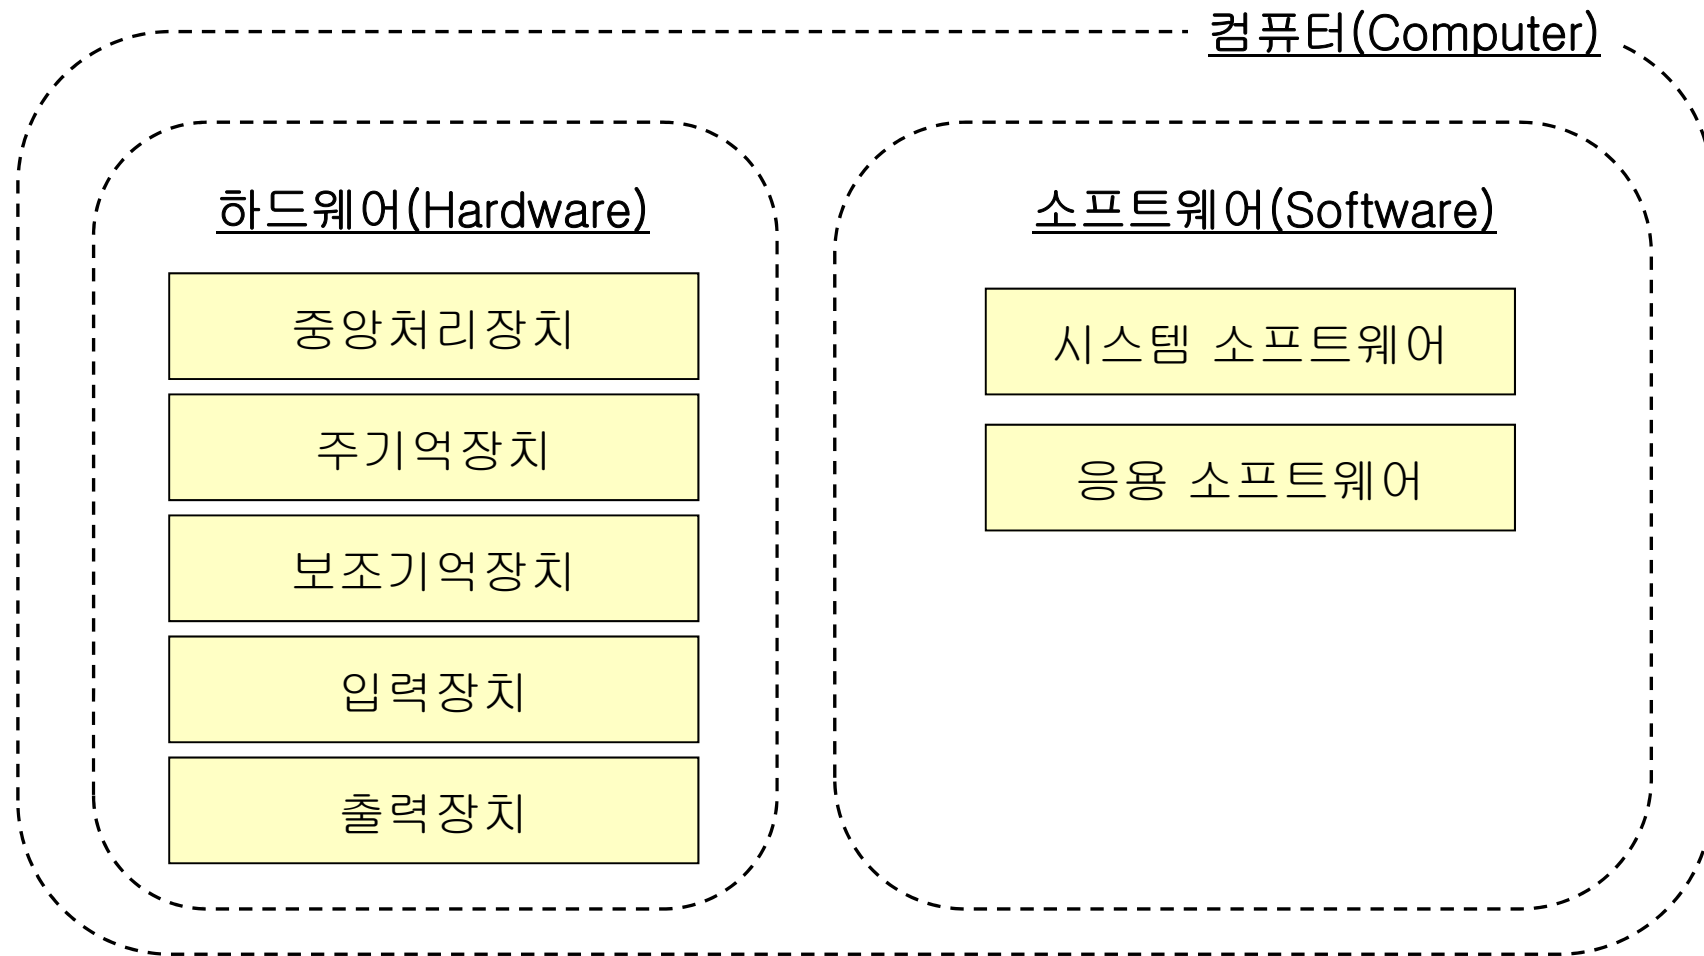 컴퓨터(Computer)
하드웨어(Hardware)
중앙처리장치
주기억장치
보조기억장치
입력장치
출력장치
소프트웨어(Software)
시스템 소프트웨어
응용 소프트웨어